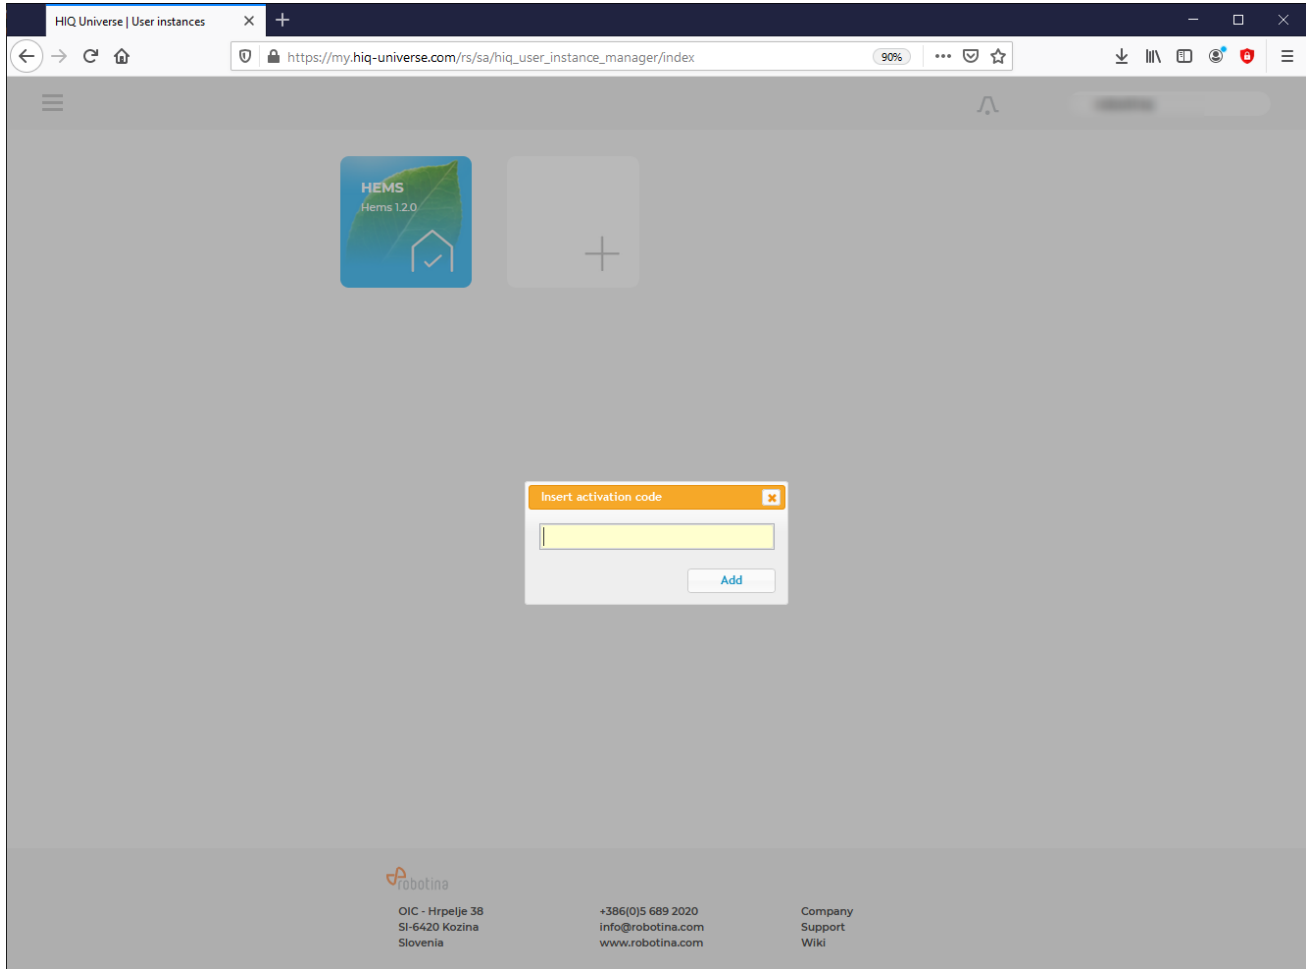 HIQ Universe | User instances
https://my.hiq-universe.com/rs/sa/hiq_user_instance_manager/index
90%
HEMS
Hems 1.2.0
Insert activation code
Add
robotina
OIC - Hrpelje 38
SI-6420 Kozina
Slovenia
+386(0)5 689 2020
info@robotina.com
www.robotina.com
Company
Support
Wiki